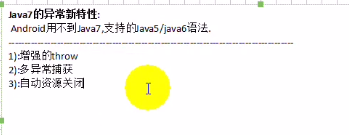 Java7的异常新特性:
Android用不到Java7,支持的Java5/java6语法.
--------------------------------------------------------------------------------
1):增强的throw
2):多异常捕获
3):自动资源关闭